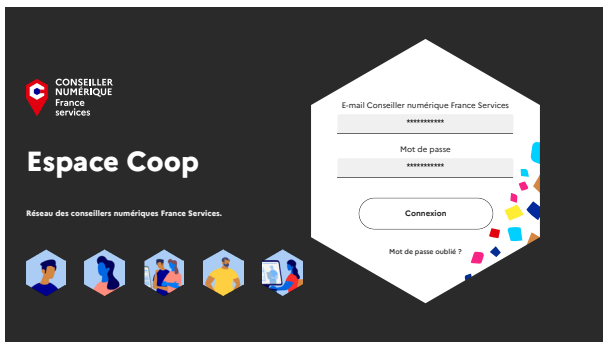 CONSEILLER
NUMÉRIQUE
France
services
Espace Coop
Réseau des conseillers numériques France Services.
E-mail Conseiller numérique France Services
***********
Mot de passe
***********
Connexion
Mot de passe oublié ?